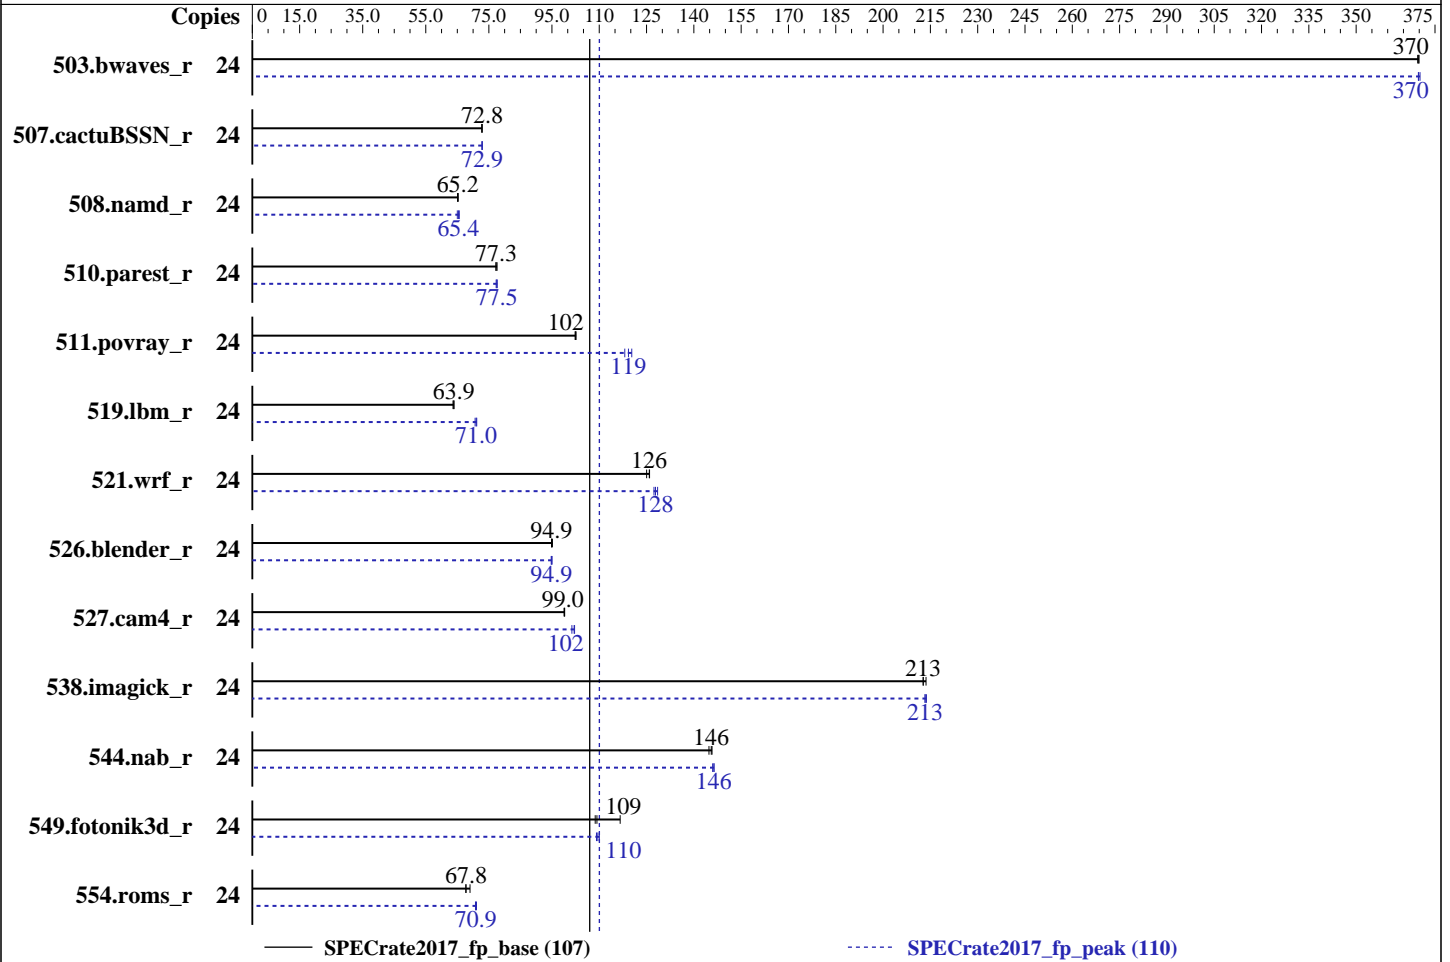 Copies 0 15.0 35.0 55.0 75.0 95.0 110 125 140 155 170 185 200 215 230 245 260 275 290 305 320 335 350 375
503.bwaves_r 24 370
370
507.cactuBSSN_r 24 72.8
72.9
508.namd_r 24 65.2
65.4
510.parest_r 24 77.3
77.5
511.povray_r 24 102
119
519.lbm_r 24 63.9
71.0
521.wrf_r 24 126
128
526.blender_r 24 94.9
94.9
527.cam4_r 24 99.0
102
538.imagick_r 24 213
213
544.nab_r 24 146
146
549.fotonik3d_r 24 109
110
554.roms_r 24 67.8
70.9
SPECrate2017_fp_base (107) SPECrate2017_fp_peak (110)